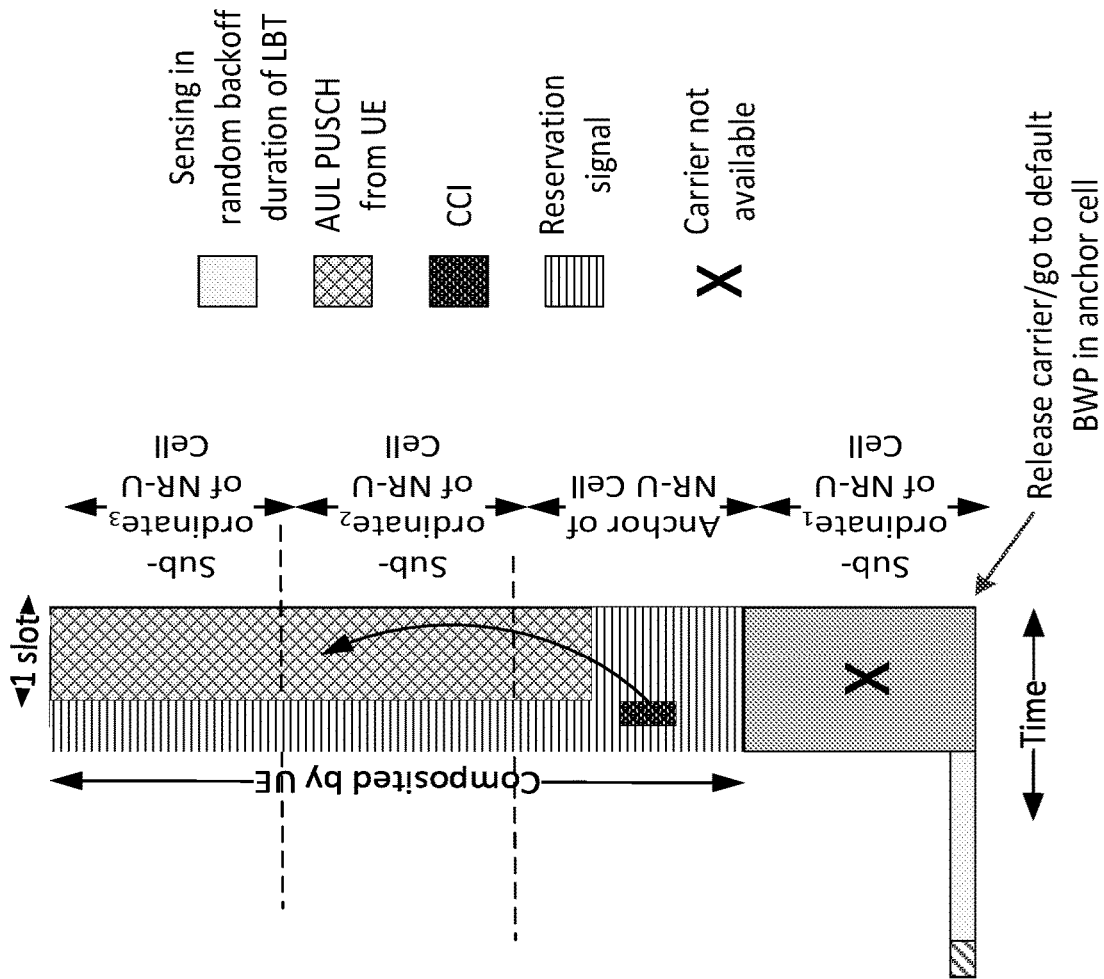 1 slot
Composited by UE
Sub-
ordinate3
of NR-U
Cell
Sub-
ordinate2
of NR-U
Cell
Anchor of
NR-U Cell
Sub-
ordinate1
of NR-U
Cell
X
Time
Release carrier/go to default
BWP in anchor cell
Sensing in
random backoff
duration of LBT
AUL PUSCH
from UE
CCI
Reservation
signal
X
Carrier not
available